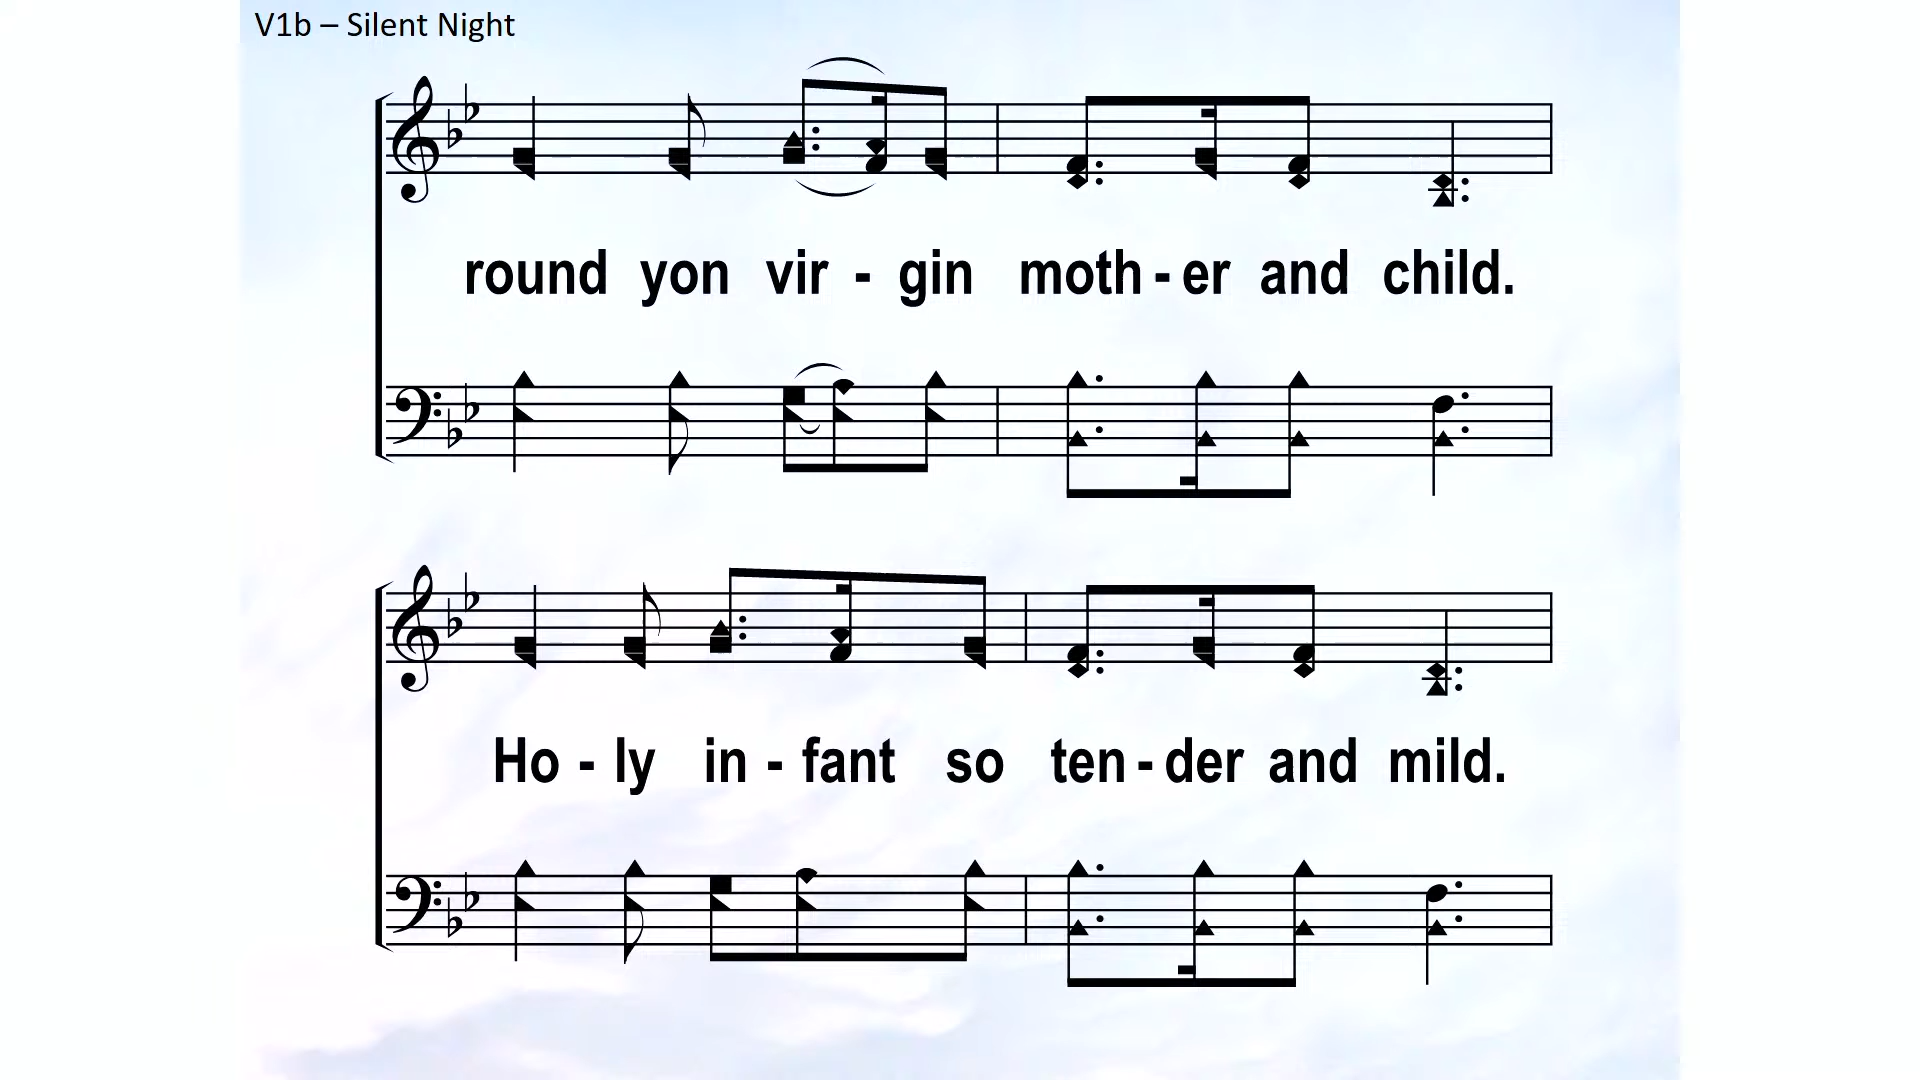 V1b – Silent Night
round yon vir - gin moth - er and child.
Ho - ly in - fant so ten - der and mild.